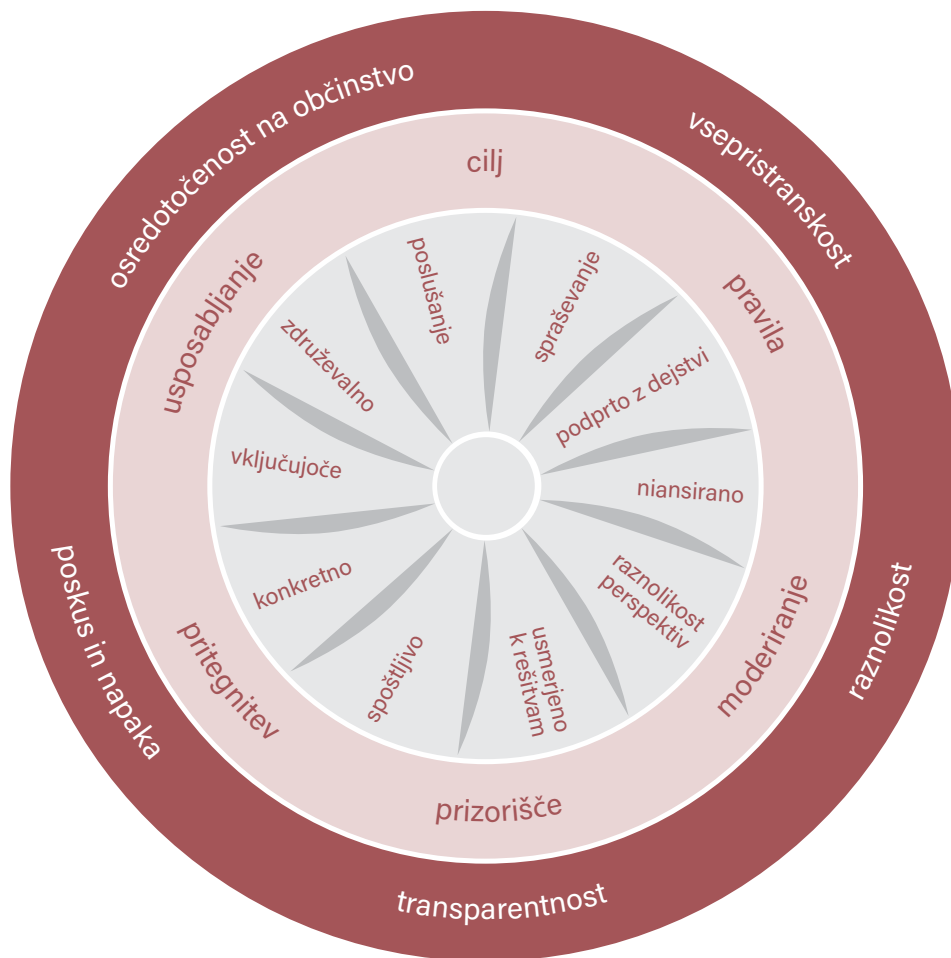 osredotočenost na občinstvo
vsepristranskost
raznolikost
transparentnost
poskus in napaka
cilj
pravila
moderiranje
prizorišče
pritegnitev
usposabljanje
poslušanje
spraševanje
podprto z dejstvi
niansirano
raznolikost
perspektiv
usmerjeno
k rešitvam
spoštljivo
konkretno
vključujoče
združevalno